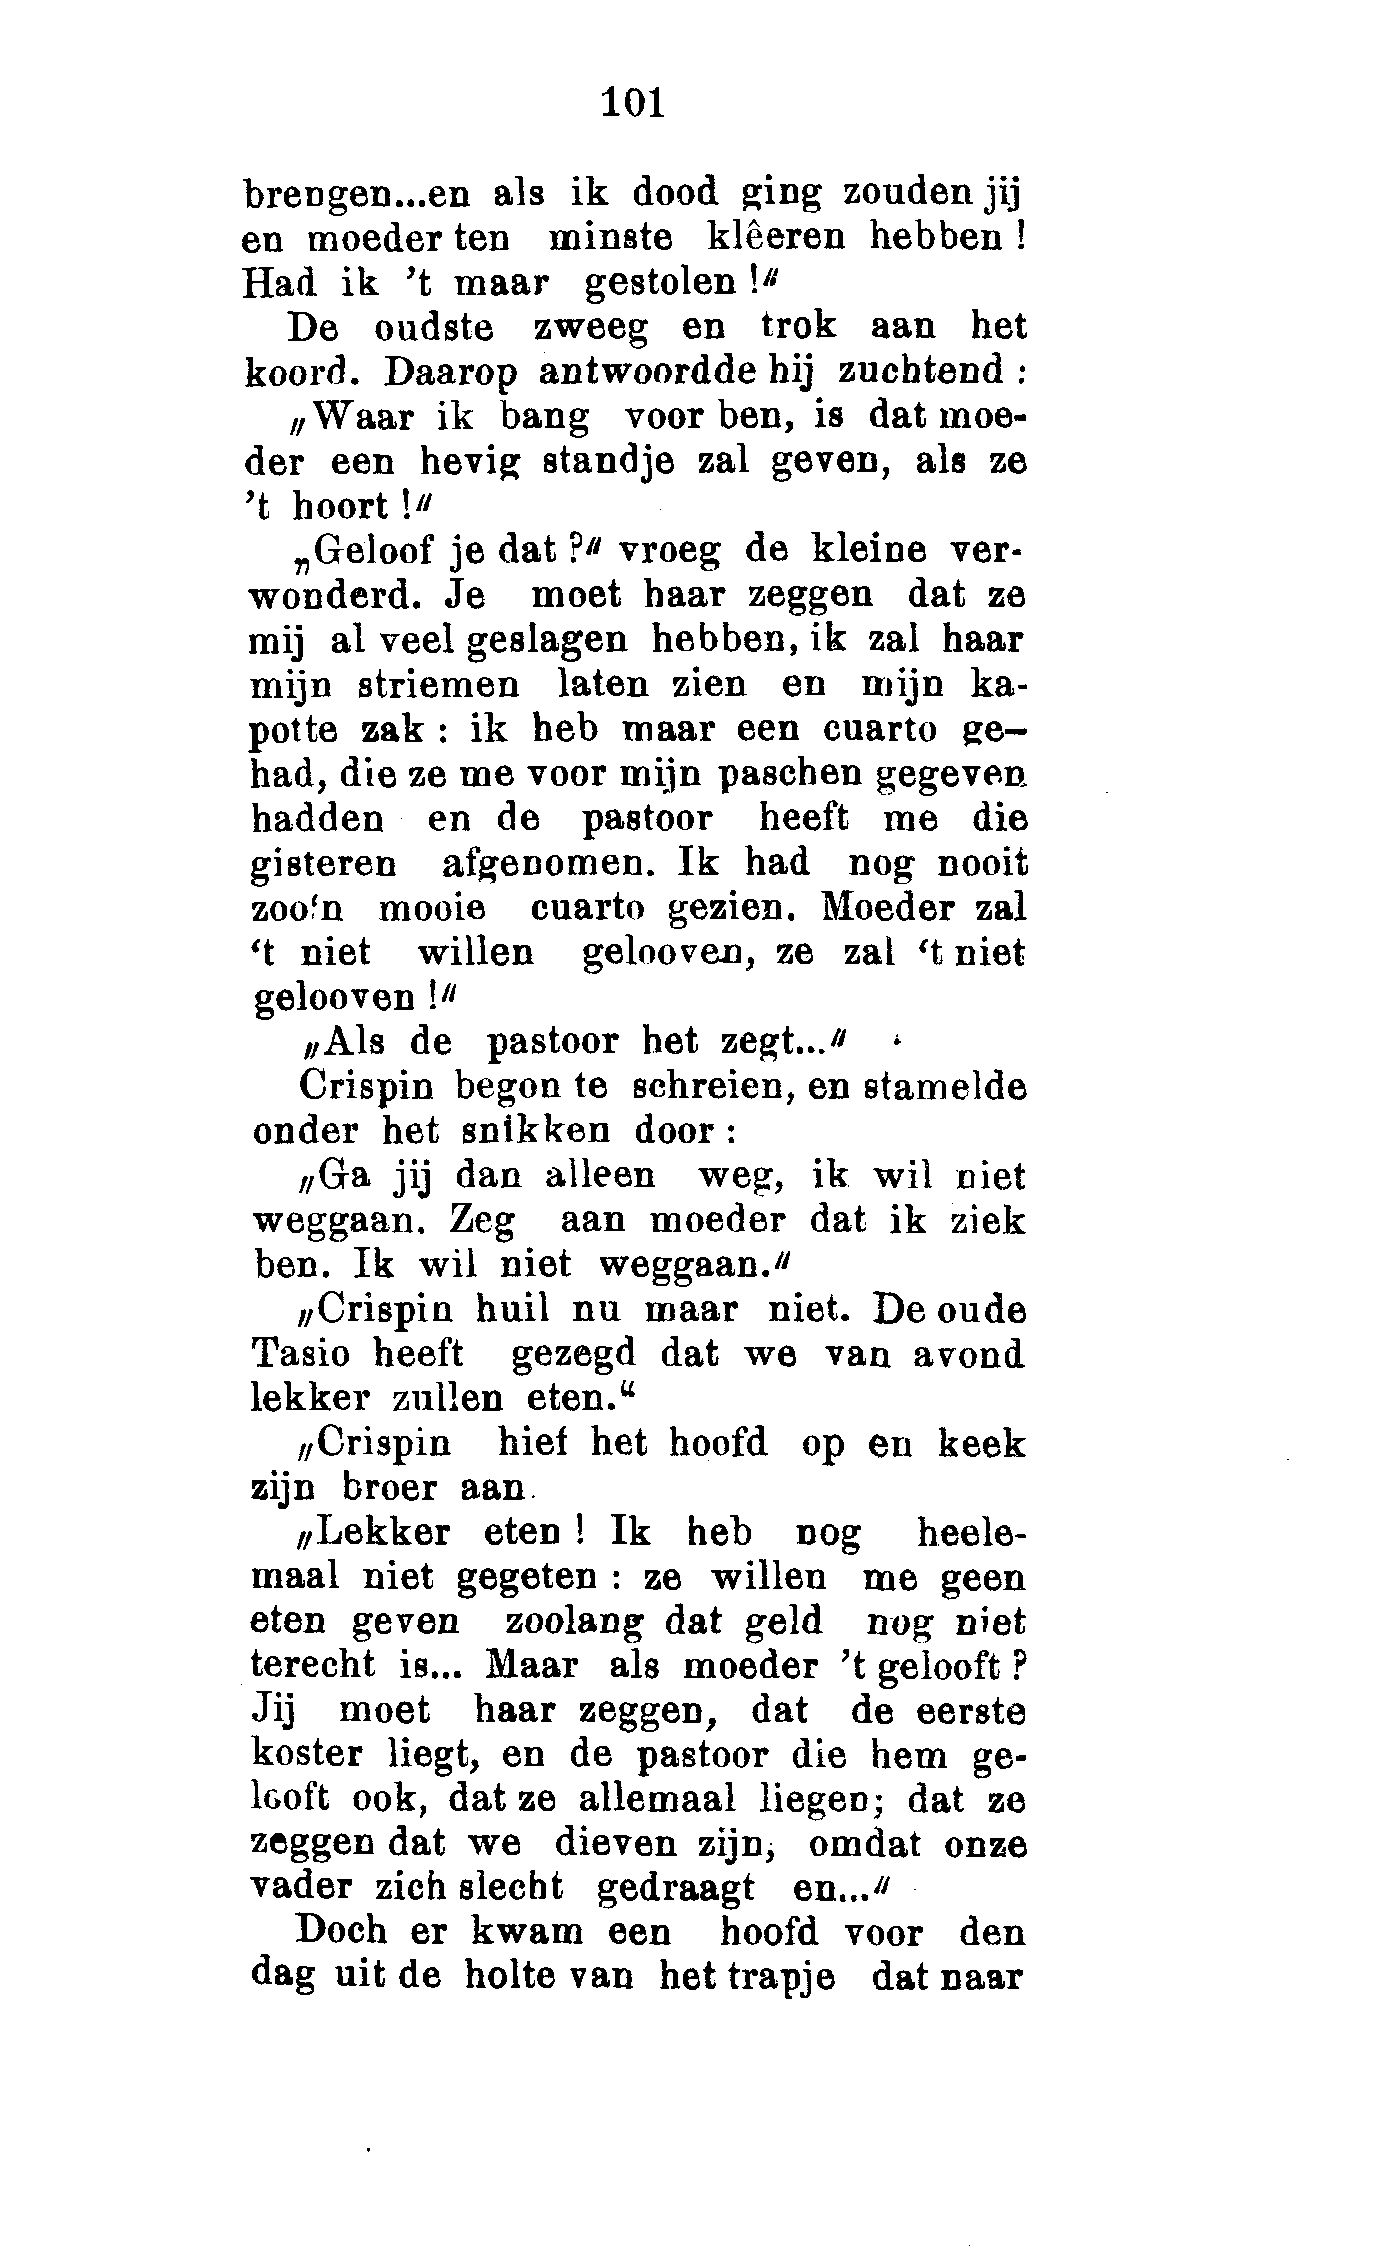 101
brengen...en als ik dood ging zouden jij
en moeder ten minste klêeren hebben !
Had ik 't maar gestolen !"
De oudste zweeg en trok aan het
koord. Daarop antwoordde hij zuchtend :
„Waar ik bang voor ben, is dat moe-
der een hevig standje zal geven, als ze
't hoort !"
„Geloof je dat ?" vroeg de kleine ver-
wonderd. Je moet haar zeggen dat ze
mij al veel geslagen hebben, ik zal haar
mijn striemen laten zien en mijn ka-
potte zak : ik heb maar een cuarto ge—
had, die ze me voor mijn paschen gegeven
hadden en de pastoor heeft me die
gisteren afgenomen. Ik had nog nooit
zoo‘n mooie cuarto gezien. Moeder zal
‘t niet willen gelooven, ze zal ‘t niet
gelooven !"
„Als de pastoor het zegt..."
Crispin begon te schreien, en stamelde
onder het snikken door :
„Ga jij dan alleen weg, ik wil niet
weggaan. Zeg aan moeder dat ik ziek
ben. Ik wil niet weggaan."
„Crispin huil nu maar niet. De oude
Tasio heeft gezegd dat we van avond
lekker zullen eten.“
„Crispin hief het hoofd op en keek
zijn broer aan.
„Lekker eten ! Ik heb nog heele-
maal niet gegeten : ze willen me geen
eten geven zoolang dat geld nog niet
terecht is... Maar als moeder 't gelooft ?
Jij moet haar zeggen, dat de eerste
koster liegt, en de pastoor die hem ge-
looft ook, dat ze allemaal liegen; dat ze
zeggen dat we dieven zijn, omdat onze
vader zich slecht gedraagt en..."
Doch er kwam een hoofd voor den
dag uit de holte van het trapje dat naar